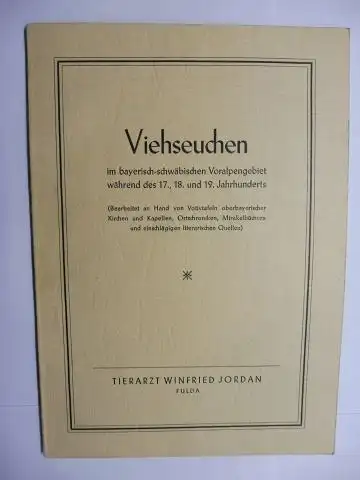 Viehseuchen
im bayerisch-schwäbischen Voralpengebiet
während des 17., 18. und 19. Jahrhunderts
(Bearbeitet an Hand von Votivtafeln oberbayerischer
Kirchen und Kapellen, Ortschroniken, Mirakelbüchern
und einschlägigen literarischen Quellen)
TIERARZT WINFRIED JORDAN
FULDA